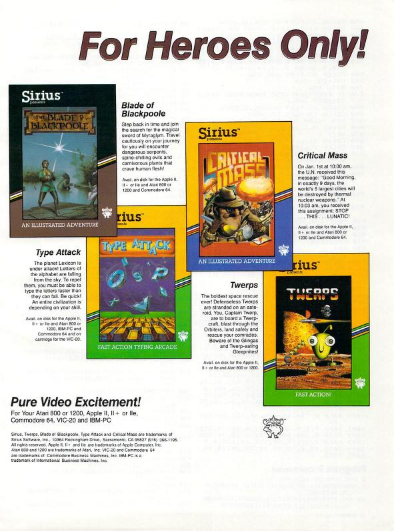 For Heroes Only!
Sirius
presents
THE BLADE OF
BLACKPOOLE
AN ILLUSTRATED ADVENTURE
Blade of
Blackpoole
Step back in time and join
the search for the magical
sword of Myraglym. Travel
cautiously on your journey
for you will encounter
dangerous serpents,
spine-chilling evils and
carnivorous plants that
crave human flesh!
Avail. on disk for the Apple II,
II+ or IIe and Atari 800 or
1200 and Commodore 64.
Sirius
presents
CRITICAL
MASS
AN ILLUSTRATED ADVENTURE
Critical Mass
On Jan. 1st at 10:00 am,
the U.N. received this
message: "Good Morning,
in exactly 9 days, the
world's 5 largest cities will
be destroyed by thermal
nuclear weapons." At
10:03 am, you received
this assignment: STOP
... THIS ... LUNATIC!
Avail. on disk for the Apple II,
II+ or IIe and Atari 800 or
1200 and Commodore 64.
Type Attack
The planet Lexicon is
under attack! Letters of
the alphabet are falling
from the sky. To repel
them, you must be able to
type the letters faster than
they can fall. Be quick!
An entire civilization is
depending on your skill.
Avail. on disk for the Apple II,
II+ or IIe and Atari 800 or
1200, IBM-PC and
Commodore 64 and on
cartridge for the VIC-20.
rius
TYPE ATTACK
FAST ACTION TYPING ARCADE
Twerps
The boldest space rescue
ever! Defenseless Twerps
are stranded on an aste-
roid. You, Captain Twerp,
are to board a Twerp-
craft, blast through the
Orbiters, land safely and
rescue your comrades.
Beware of the Glingas
and Twerp-eating
Gleepnites!
Avail. on disk for the Apple II,
II+ or IIe and Atari 800 or 1200.
rius
TWERPS
FAST ACTION!
Pure Video Excitement!
For Your Atari 800 or 1200, Apple II, II+ or IIe,
Commodore 64, VIC-20 and IBM-PC
Sirius, Twerps, Blade of Blackpoole, Type Attack and Critical Mass are trademarks of
Sirius Software, Inc., 10364 Rockingham Drive, Sacramento, CA 95827 (916) 366-1195.
All rights reserved. Apple II, II+ and IIe are trademarks of Apple Computer, Inc.
Atari 800 and 1200 are trademarks of Atari, Inc. VIC-20 and Commodore 64
are trademarks of Commodore Business Machines, Inc. IBM-PC is a
trademark of International Business Machines, Inc.